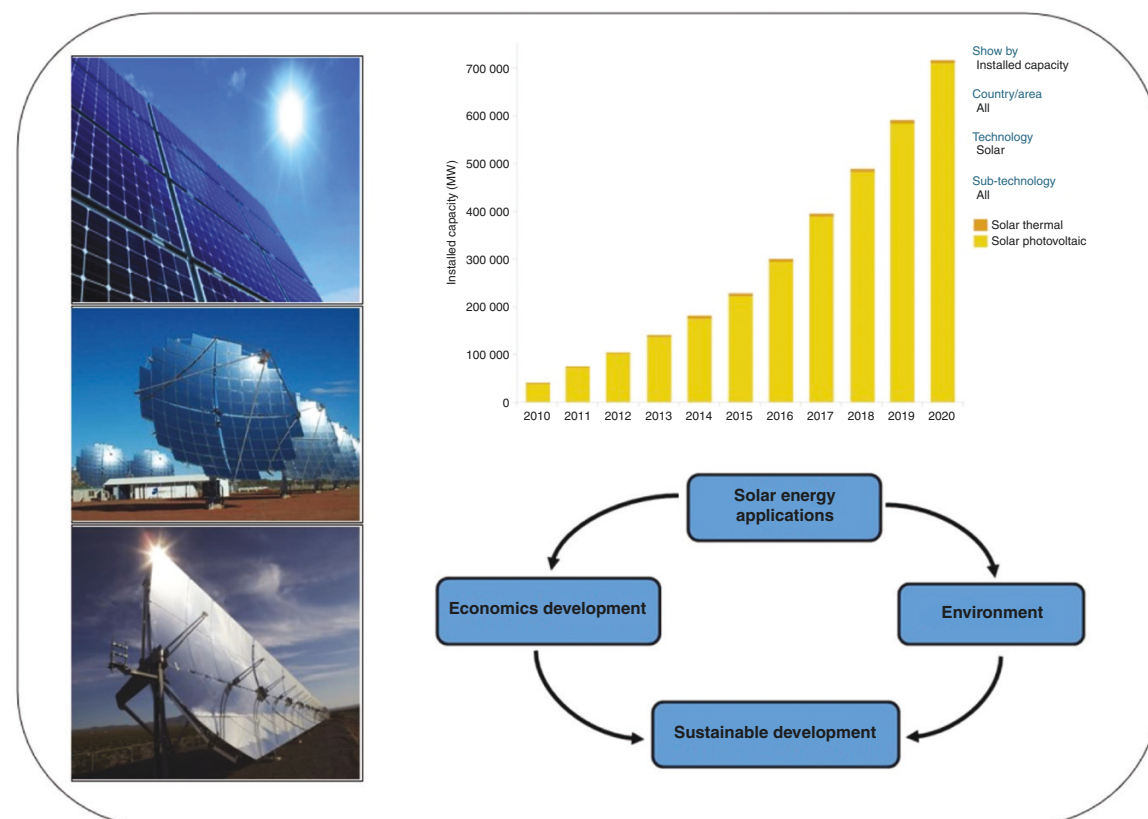 Installed capacity (MW)
700 000
600 000
500 000
400 000
300 000
200 000
100 000
0
2010 2011 2012 2013 2014 2015 2016 2017 2018 2019 2020
Show by
Installed capacity
Country/area
All
Technology
Solar
Sub-technology
All
Solar thermal
Solar photovoltaic
Solar energy
applications
Economics development
Environment
Sustainable development